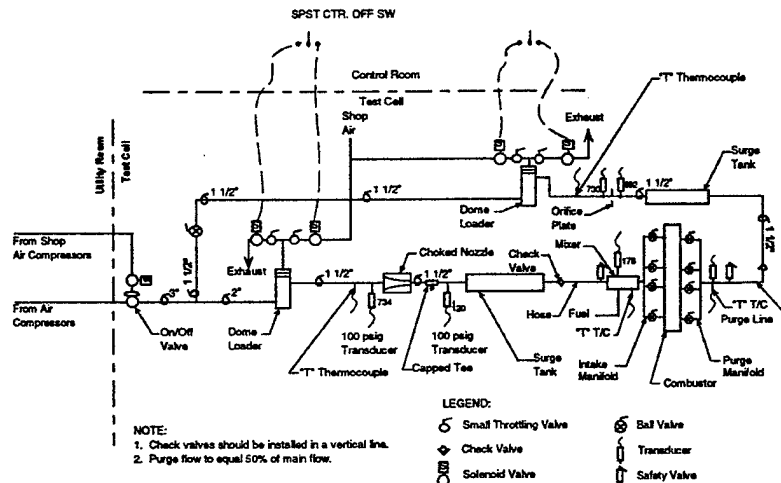 SPST CTR. OFF SW
Control Room
Test Cell
"T" Thermocouple
Shop
Air
Exhaust
Surge
Tank
Utility Room
Test Cell
1 1/2"
1 1/2"
733
1 1/2"
Dome
Loader
Orifice
Plate
1 1/2"
From Shop
Air Compressors
1 1/2"
Exhaust
Choked Nozzle
1 1/2"
1 1/2"
Check
Valve
Mixer
178
From Air
Compressors
3"
2"
On/Off
Valve
Dome
Loader
734
120
100 psig
Transducer
100 psig
Transducer
"T" Thermocouple
Capped Tee
Surge
Tank
Hose
Fuel
"T" T/C
"T" T/C
Purge Line
Intake
Manifold
Combustor
Purge
Manifold
NOTE:
1. Check valves should be installed in a vertical line.
2. Purge flow to equal 50% of main flow.
LEGEND:
Small Throttling Valve
Ball Valve
Check Valve
Transducer
Solenoid Valve
Safety Valve